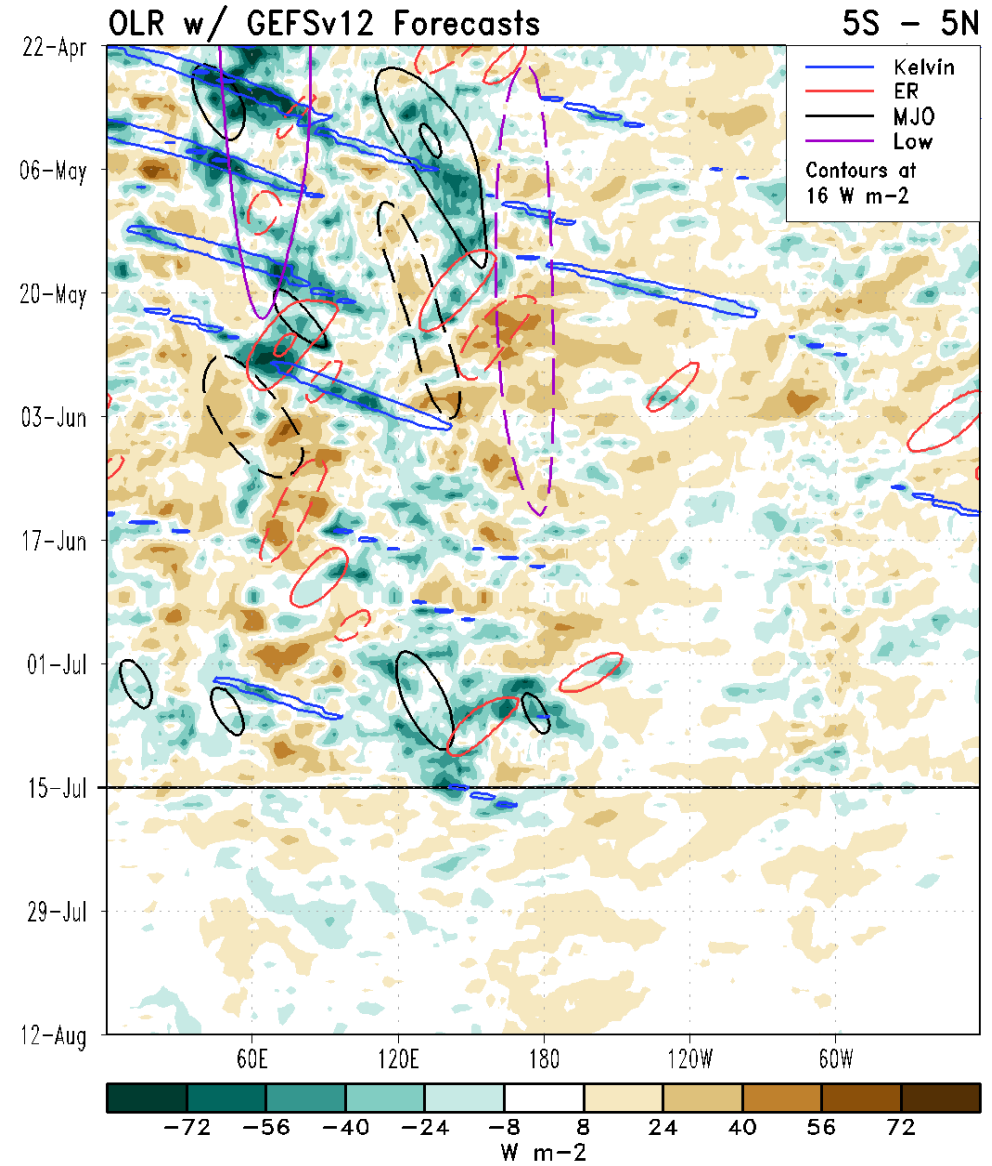 OLR w/ GEFSv12 Forecasts 5S - 5N
22-Apr
Kelvin
ER
MJO
Low
Contours at
16 W m-2
06-May
20-May
03-Jun
17-Jun
01-Jul
15-Jul
29-Jul
12-Aug
60E 120E 180 120W 60W
-72 -56 -40 -24 -8 8 24 40 56 72
W m-2